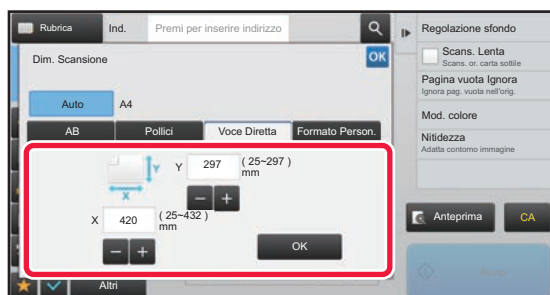 Rubrica
Ind.
Premi per inserire indirizzo
Dim. Scansione
OK
Auto
A4
AB
Pollici
Voce Diretta
Formato Person.
Y
Y
297
( 25~297 )
mm
X
X
420
( 25~432 )
mm
OK
Altri
Regolazione sfondo
Scans. Lenta
Scans. or. carta sottile
Pagina vuota Ignora
Ignora pag. vuota nell'orig.
Mod. colore
Nitidezza
Adatta contorno immagine
Anteprima
CA
Avvio